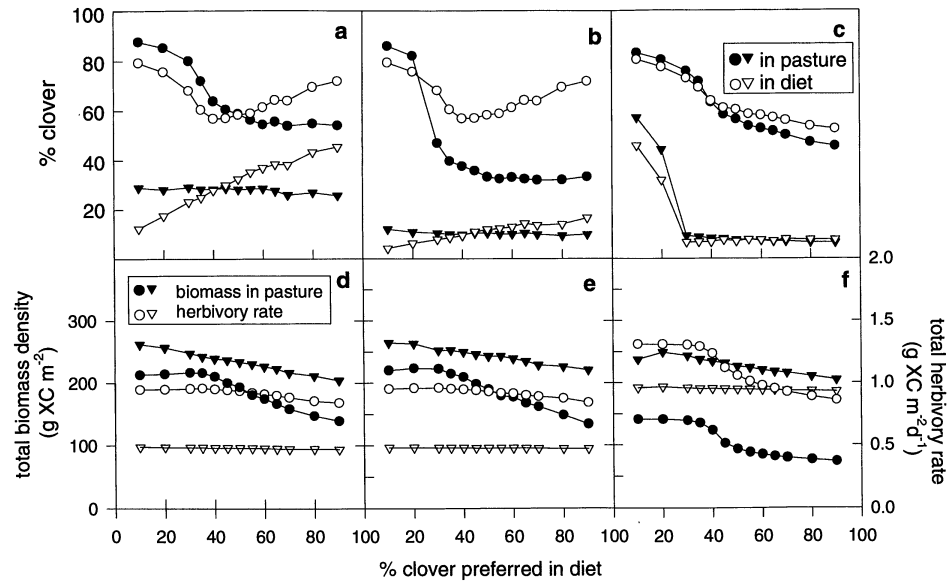 100
80
60
40
20
% clover
a
b
c
in pasture
in diet
d
e
f
biomass in pasture
herbivory rate
300
200
100
0
total biomass density
(g XC m-2)
2.0
1.5
1.0
0.5
0.0
total herbivory rate
(g XC m-2d-1)
0 20 40 60 80 100 20 40 60 80 100 20 40 60 80 100
% clover preferred in diet